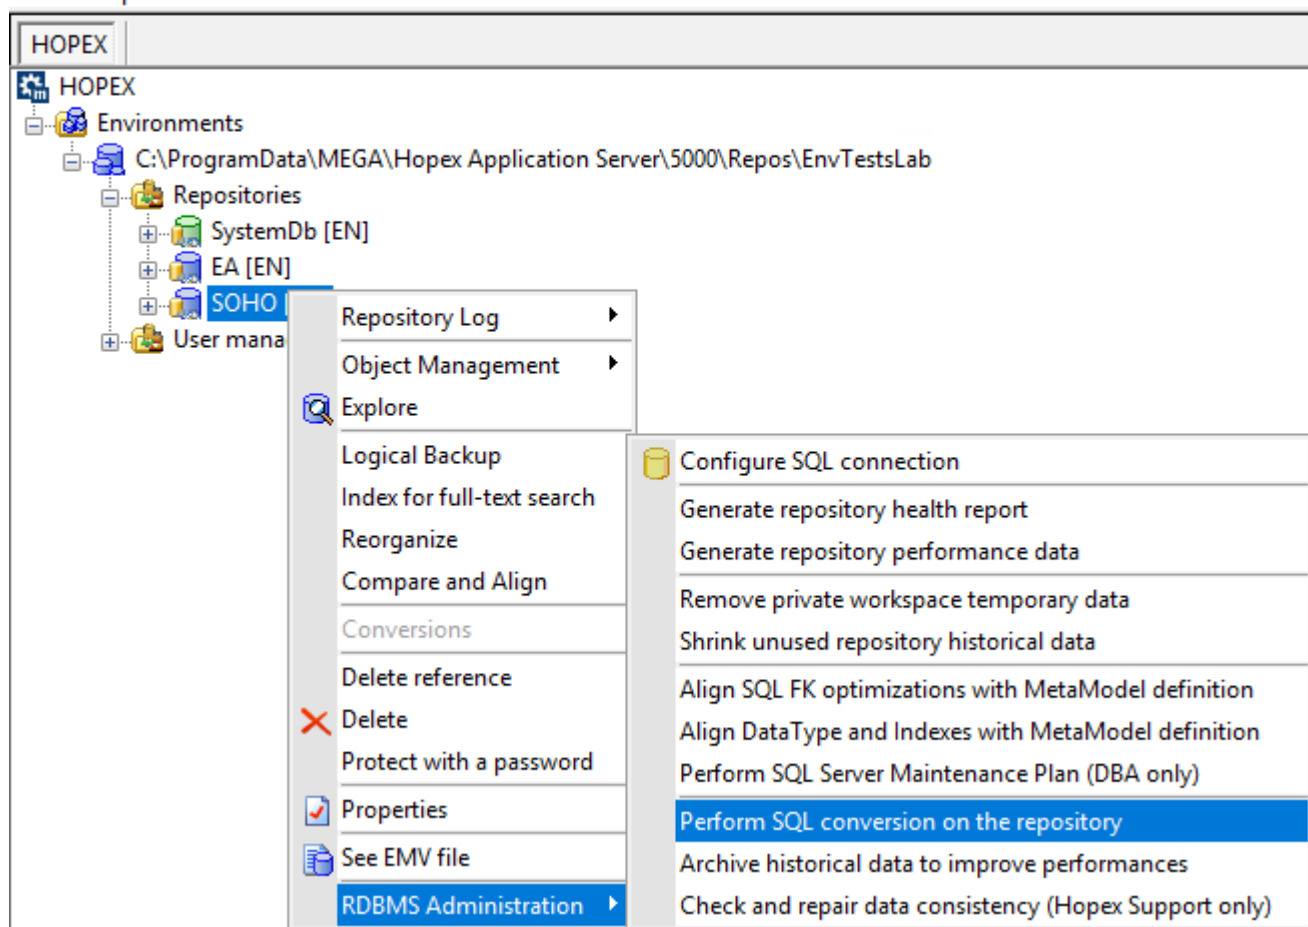 HOPEX
HOPEX
Environments
C:\ProgramData\MEGA\Hopex Application Server\5000\Repos\EnvTestsLab
Repositories
SystemDb [EN]
EA [EN]
SOHO [
User mana
Repository Log
Object Management
Explore
Logical Backup
Index for full-text search
Reorganize
Compare and Align
Conversions
Delete reference
Delete
Protect with a password
Properties
See EMV file
RDBMS Administration
Configure SQL connection
Generate repository health report
Generate repository performance data
Remove private workspace temporary data
Shrink unused repository historical data
Align SQL FK optimizations with MetaModel definition
Align DataType and Indexes with MetaModel definition
Perform SQL Server Maintenance Plan (DBA only)
Perform SQL conversion on the repository
Archive historical data to improve performances
Check and repair data consistency (Hopex Support only)